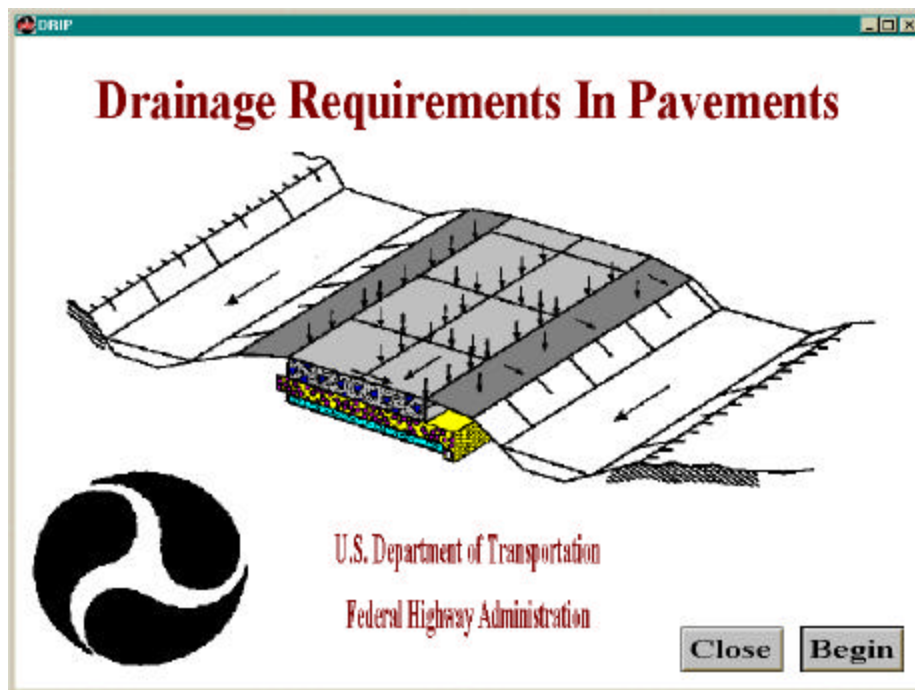 DRIP
Drainage Requirements In Pavements
U.S. Department of Transportation
Federal Highway Administration
Close Begin